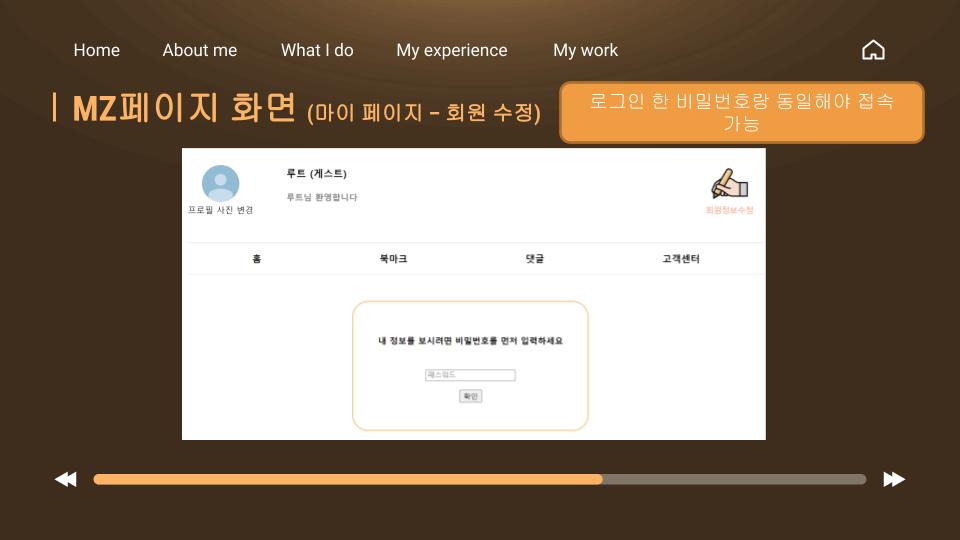 Home About me What I do My experience My work
MZ페이지 화면 (마이 페이지 – 회원 수정)
로그인 한 비밀번호랑 동일해야 접속
가능
루트 (게스트)
루트님 환영합니다
프로필 사진 변경
회원정보수정
홈 북마크 댓글 고객센터
내 정보를 보시려면 비밀번호를 먼저 입력하세요
패스워드
확인